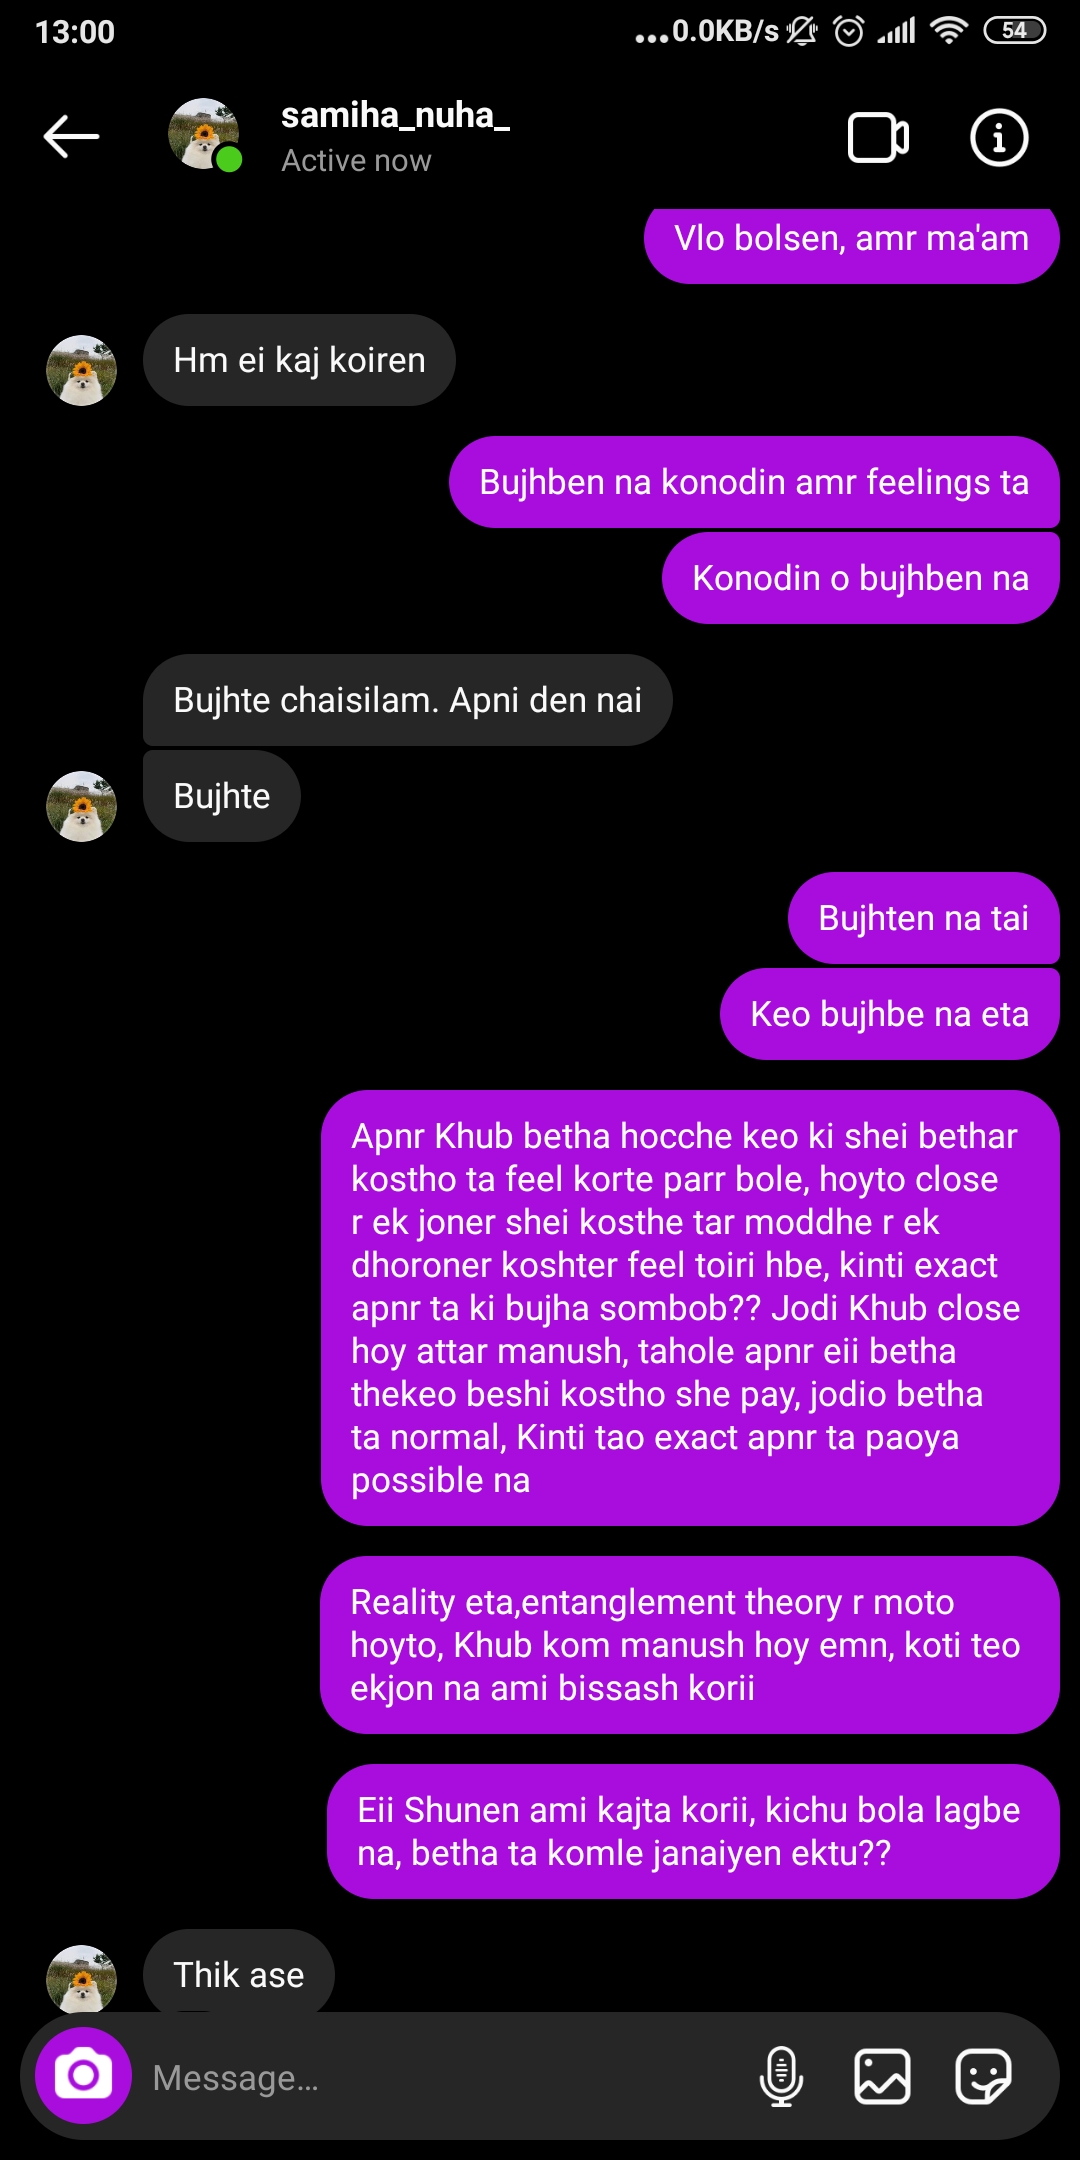 13:00
...0.0KB/s
54
samiha_nuha_
Active now
Vlo bolsen, amr ma'am
Hm ei kaj koiren
Bujhben na konodin amr feelings ta
Konodin o bujhben na
Bujhte chaisilam. Apni den nai
Bujhte
Bujhten na tai
Keo bujhbe na eta
Apnr Khub betha hocche keo ki shei bethar
kostho ta feel korte parr bole, hoyto close
r ek joner shei kosthe tar moddhe r ek
dhoroner koshter feel toiri hbe, kinti exact
apnr ta ki bujha sombob?? Jodi Khub close
hoy attar manush, tahole apnr eii betha
thekeo beshi kostho she pay, jodio betha
ta normal, Kinti tao exact apnr ta paoya
possible na
Reality eta,entanglement theory r moto
hoyto, Khub kom manush hoy emn, koti teo
ekjon na ami bissash korii
Eii Shunen ami kajta korii, kichu bola lagbe
na, betha ta komle janaiyen ektu??
Thik ase
Message...